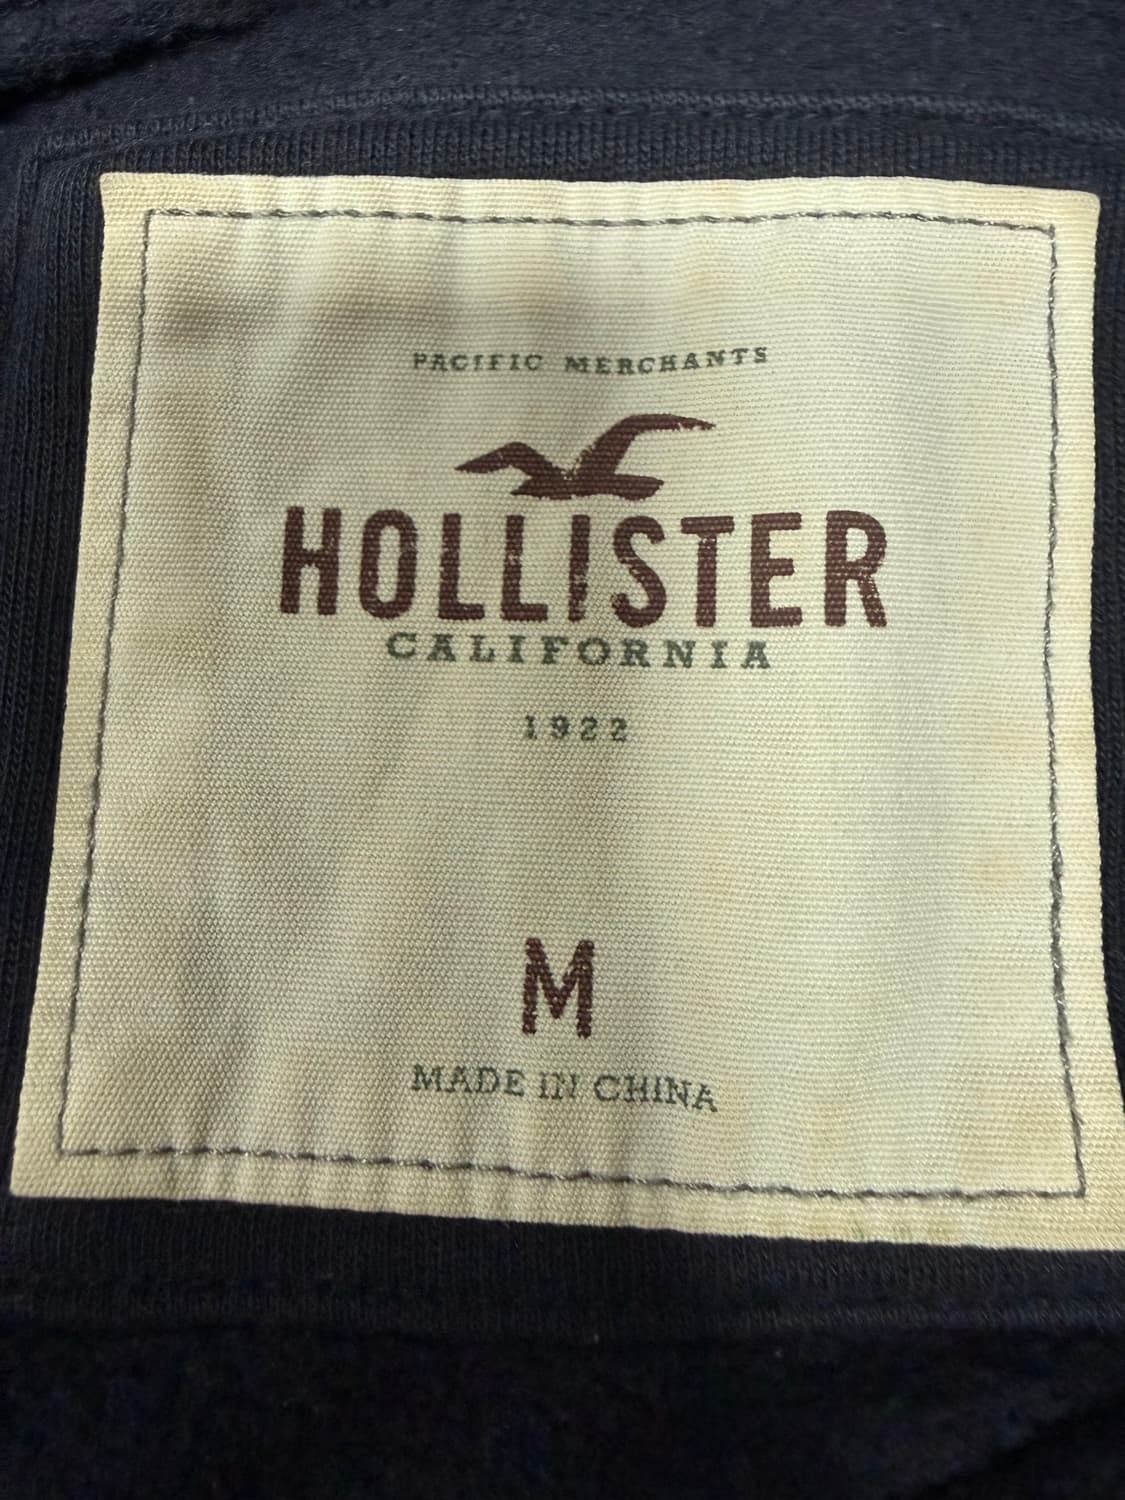 PACIFIC MERCHANTS
HOLLISTER
CALIFORNIA
1922
M
MADE IN CHINA